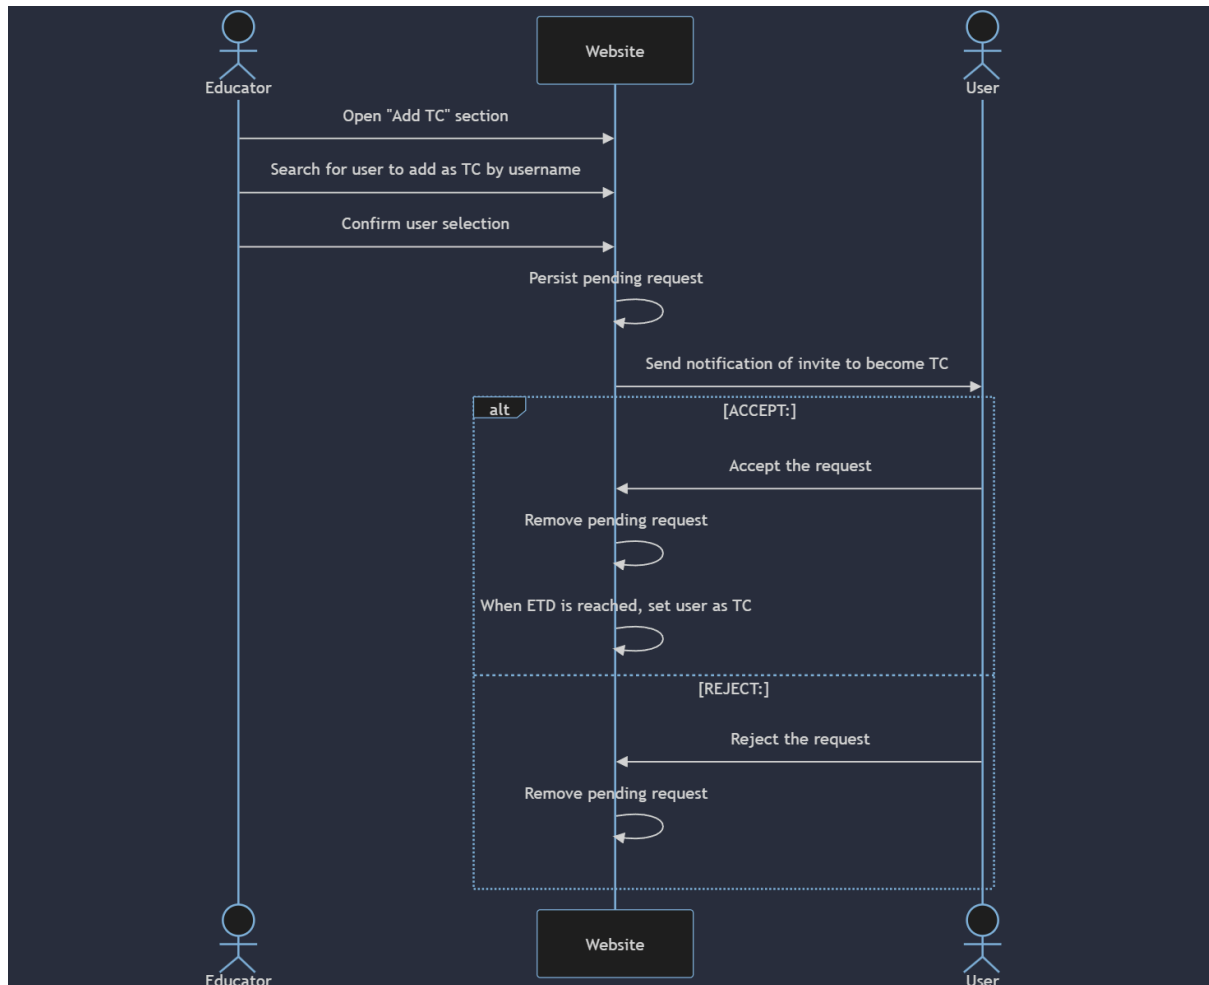 Educator
Website
User
Open "Add TC" section
Search for user to add as TC by username
Confirm user selection
Persist pending request
Send notification of invite to become TC
alt
[ACCEPT:]
Accept the request
Remove pending request
When ETD is reached, set user as TC
[REJECT:]
Reject the request
Remove pending request
Educator
Website
User